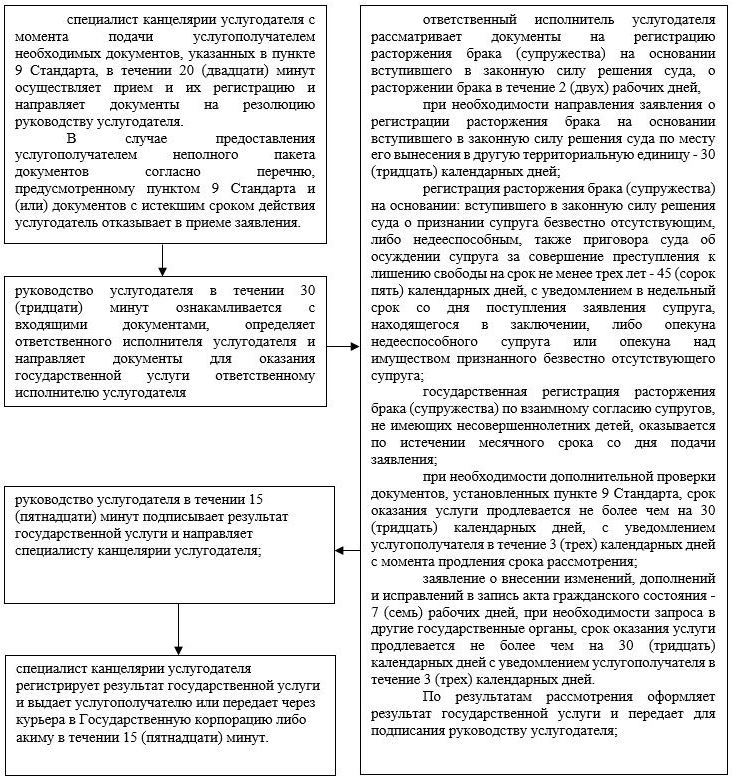 специалист канцелярии услугодателя с
момента подачи услугополучателем
необходимых документов, указанных в пункте
9 Стандарта, в течении 20 (двадцати) минут
осуществляет прием и их регистрацию и
направляет документы на резолюцию
руководству услугодателя.
В случае предоставления
услугополучателем неполного пакета
документов согласно перечню,
предусмотренному пунктом 9 Стандарта и
(или) документов с истекшим сроком действия
услугодатель отказывает в приеме заявления.
руководство услугодателя в течении 30
(тридцати) минут ознакамливается с
входящими документами, определяет
ответственного исполнителя услугодателя и
направляет документы для оказания
государственной услуги ответственному
исполнителю услугодателя
ответственный исполнитель услугодателя
рассматривает документы на регистрацию
расторжения брака (супружества) на основании
вступившего в законную силу решения суда, о
расторжении брака в течение 2 (двух) рабочих дней,
при необходимости направления заявления о
регистрации расторжения брака на основании
вступившего в законную силу решения суда по месту
его вынесения в другую территориальную единицу - 30
(тридцать) календарных дней;
регистрация расторжения брака (супружества)
на основании: вступившего в законную силу решения
суда о признании супруга безвестно отсутствующим,
либо недееспособным, также приговора суда об
осуждении супруга за совершение преступления к
лишению свободы на срок не менее трех лет - 45 (сорок
пять) календарных дней, с уведомлением в недельный
срок со дня поступления заявления супруга,
находящегося в заключении, либо опекуна
недееспособного супруга или опекуна над
имуществом признанного безвестно отсутствующего
супруга;
государственная регистрация расторжения
брака (супружества) по взаимному согласию супругов,
не имеющих несовершеннолетних детей, оказывается
по истечении месячного срока со дня подачи
заявления;
при необходимости дополнительной проверки
документов, установленных пункте 9 Стандарта, срок
оказания услуги продлевается не более чем на 30
(тридцать) календарных дней, с уведомлением
услугополучателя в течение 3 (трех) календарных дней
с момента продления срока рассмотрения;
заявление о внесении изменений, дополнений
и исправлений в запись акта гражданского состояния -
7 (семь) рабочих дней, при необходимости запроса в
другие государственные органы, срок оказания услуги
продлевается не более чем на 30 (тридцать)
календарных дней с уведомлением услугополучателя в
течение 3 (трех) календарных дней.
По результатам рассмотрения оформляет
результат государственной услуги и передает для
подписания руководству услугодателя;
руководство услугодателя в течении 15
(пятнадцати) минут подписывает результат
государственной услуги и направляет
специалисту канцелярии услугодателя;
специалист канцелярии услугодателя
регистрирует результат государственной услуги
и выдает услугополучателю или передает через
курьера в Государственную корпорацию либо
акиму в течении 15 (пятнадцати) минут.